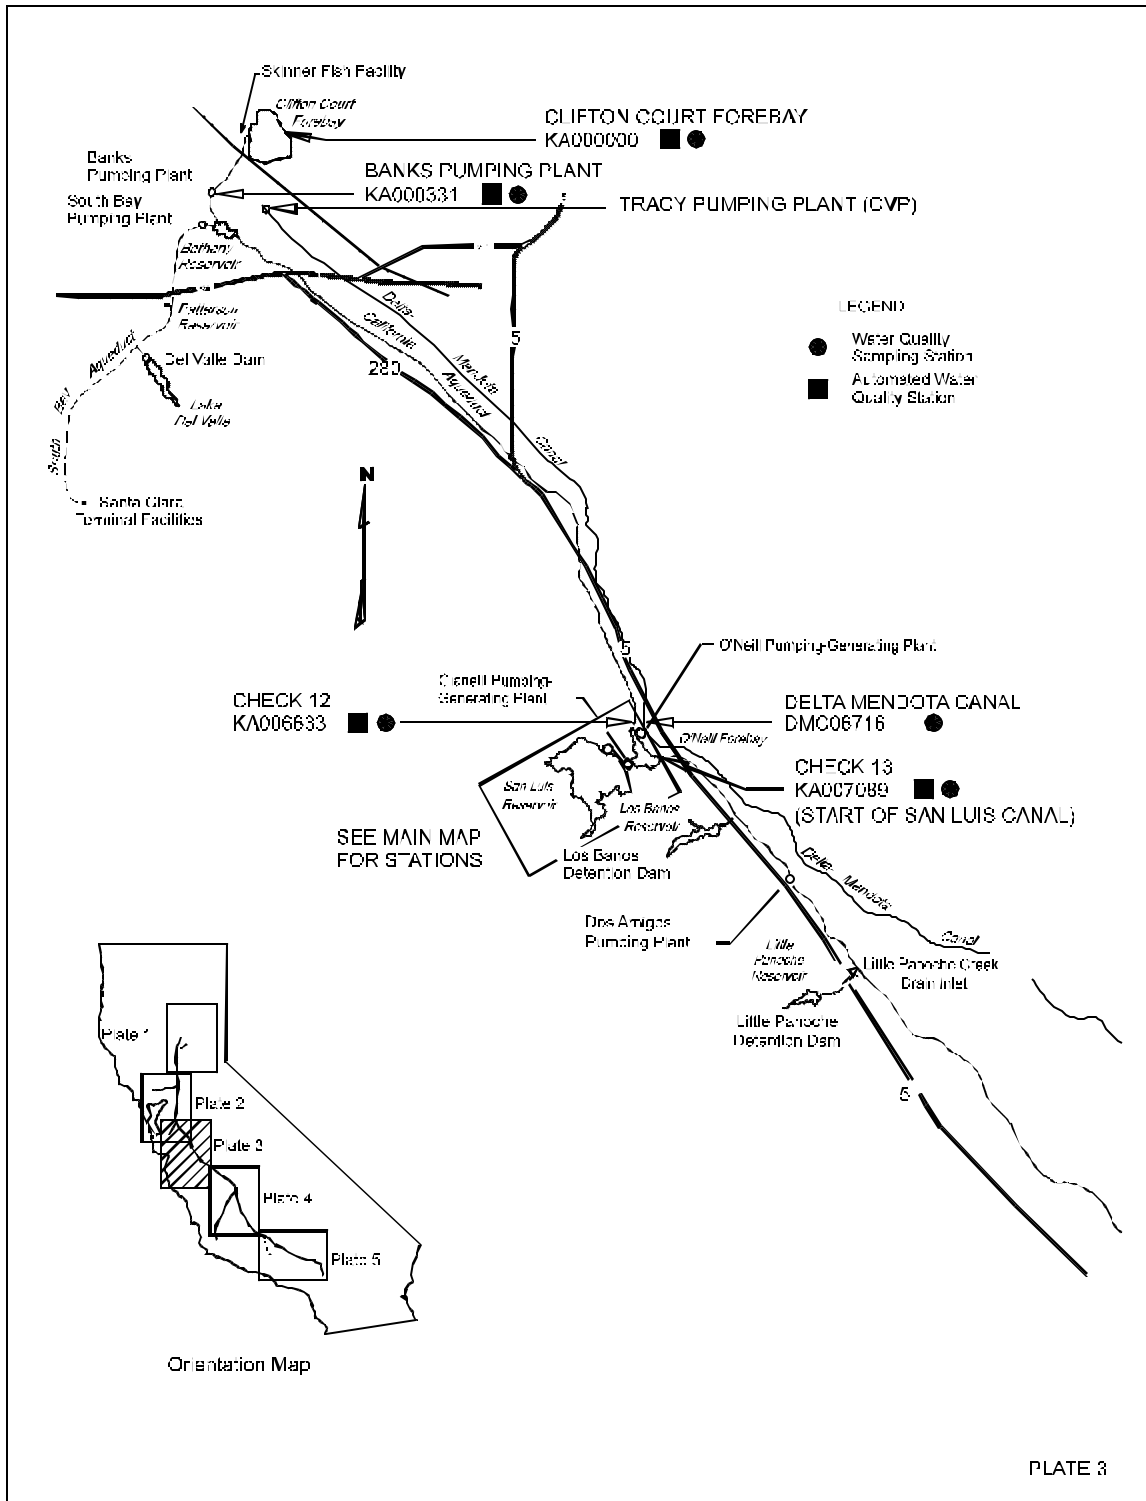 Skinner Fish Facility
Clifton Court
Forebay
CLIFTON COURT FOREBAY
KA000000
Banks
Pumping Plant
BANKS PUMPING PLANT
KA000331
South Bay
Pumping Plant
TRACY PUMPING PLANT (CVP)
Bethany
Reservoir
Patterson
Reservoir
Delta-
Mendota
Canal
California
Aqueduct
5
280
LEGEND
Water Quality
Sampling Station
Automated Water
Quality Station
Del Valle Dam
Lake
Del Valle
South
Bay
Aqueduct
N
Santa Clara
Terminal Facilities
5
O'Neill Pumping-Generating Plant
Gianelli Pumping-
Generating Plant
CHECK 12
KA006633
DELTA MENDOTA CANAL
DMC06716
O'Neill Forebay
CHECK 13
KA007089
(START OF SAN LUIS CANAL)
San Luis
Reservoir
Los Banos
Reservoir
SEE MAIN MAP
FOR STATIONS
Los Banos
Detention Dam
Delta-
Mendota
Canal
Dos Amigos
Pumping Plant
Little
Panoche
Reservoir
Little Panoche Creek
Drain Inlet
Little Panoche
Detention Dam
5
Plate 1
Plate 2
Plate 3
Plate 4
Plate 5
Orientation Map
PLATE 3